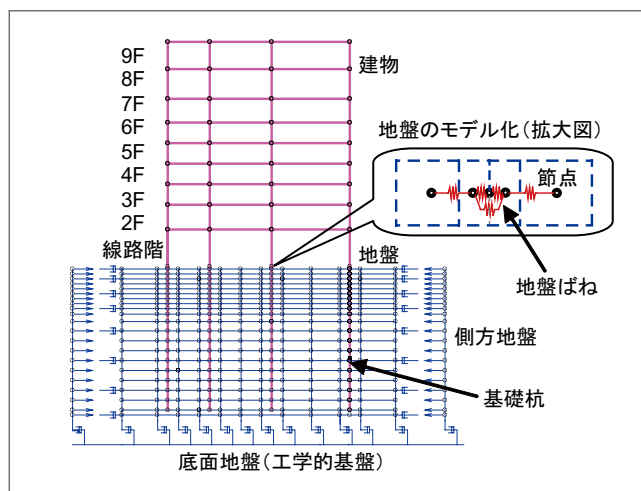 9F
8F
7F
6F
5F
4F
3F
2F
線路階
建物
地盤のモデル化（拡大図）
節点
地盤ばね
地盤
側方地盤
基礎杭
底面地盤（工学的基盤）